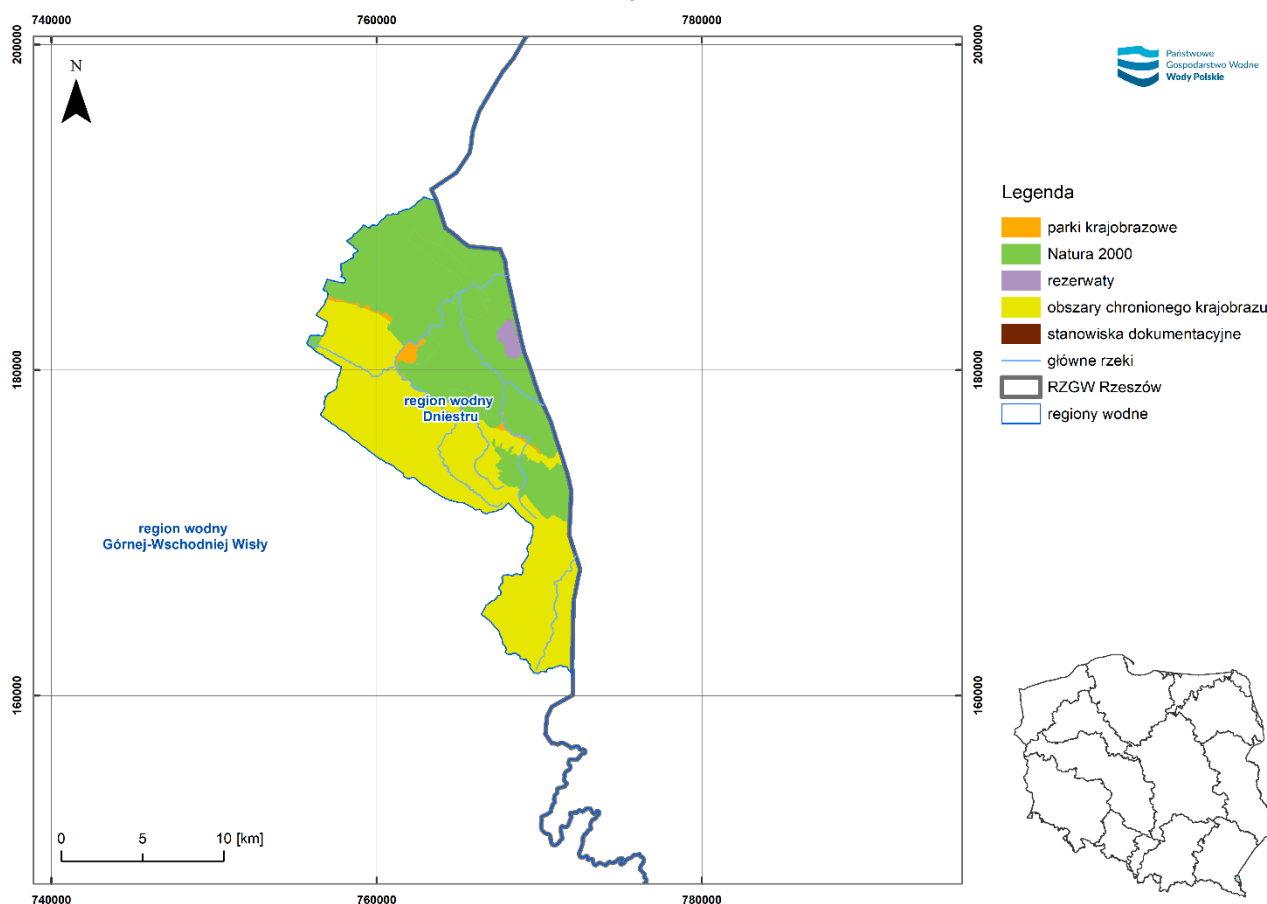 740000
760000
780000
200000
200000
N
Państwowe
Gospodarstwo Wodne
Wody Polskie
Legenda
parki krajobrazowe
Natura 2000
rezerwaty
obszary chronionego krajobrazu
stanowiska dokumentacyjne
główne rzeki
RZGW Rzeszów
regiony wodne
180000
180000
region wodny
Dniestru
region wodny
Górnej-Wschodniej Wisły
160000
160000
0 5 10 [km]
740000
760000
780000